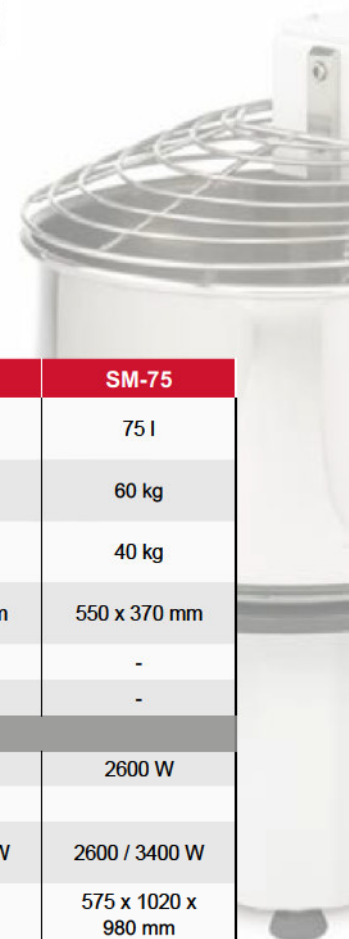 SM-75
75 l
60 kg
40 kg
m
550 x 370 mm
-
-
2600 W
W
2600 / 3400 W
575 x 1020 x
980 mm